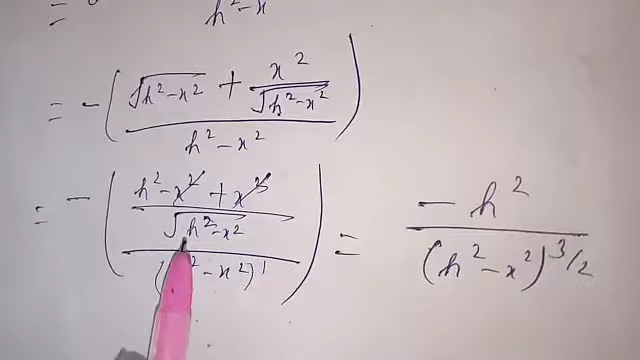 = h² - x
= - ( ( √(h² - x²) + x² / √(h² - x²) ) / ( h² - x² ) )
= - ( ( ( h² - x² + x² ) / √(h² - x²) ) / ( h² - x² )¹ ) = - h² / ( h² - x² )^3/2